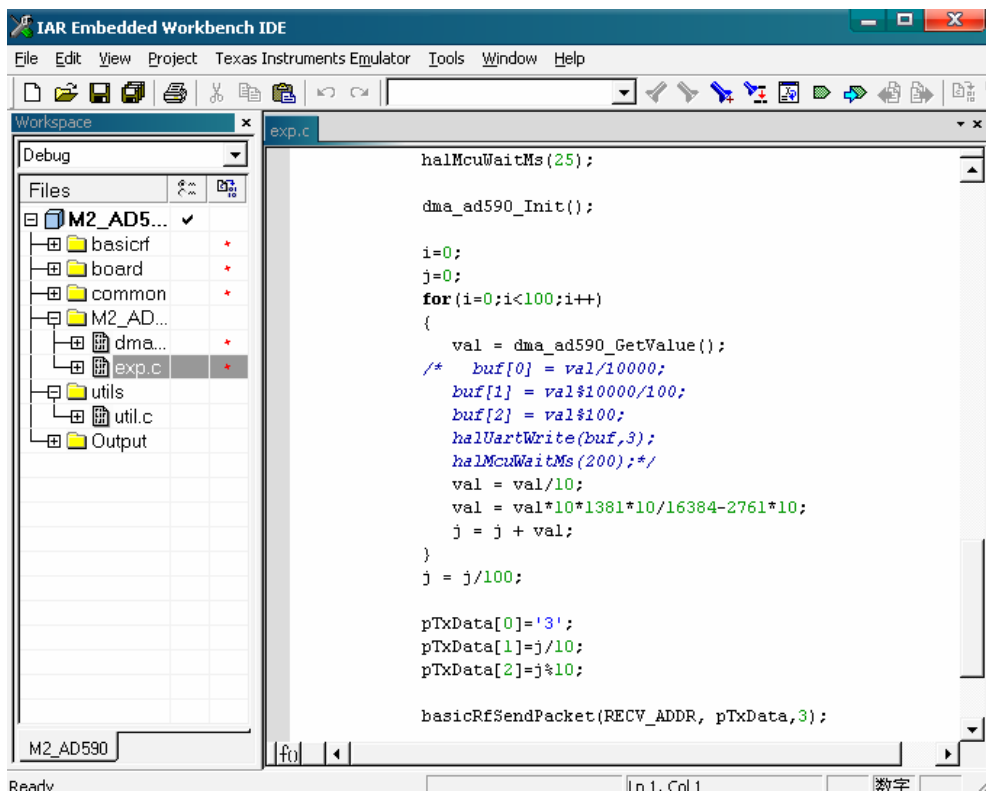 IAR Embedded Workbench IDE
File Edit View Project Texas Instruments Emulator Tools Window Help
Workspace
exp.c
Debug
Files
M2_AD5...
basicrf
board
common
M2_AD...
dma...
exp.c
utils
util.c
Output
M2_AD590
halMcuWaitMs(25);
dma_ad590_Init();
i=0;
j=0;
for(i=0;i<100;i++)
{
val = dma_ad590_GetValue();
/* buf[0] = val/10000;
buf[1] = val%10000/100;
buf[2] = val%100;
halUartWrite(buf,3);
halMcuWaitMs(200);*/
val = val/10;
val = val*10*1381*10/16384-2761*10;
j = j + val;
}
j = j/100;
pTxData[0]='3';
pTxData[1]=j/10;
pTxData[2]=j%10;
basicRfSendPacket(RECV_ADDR, pTxData,3);
f()
Ready
Ln 1, Col 1
数字